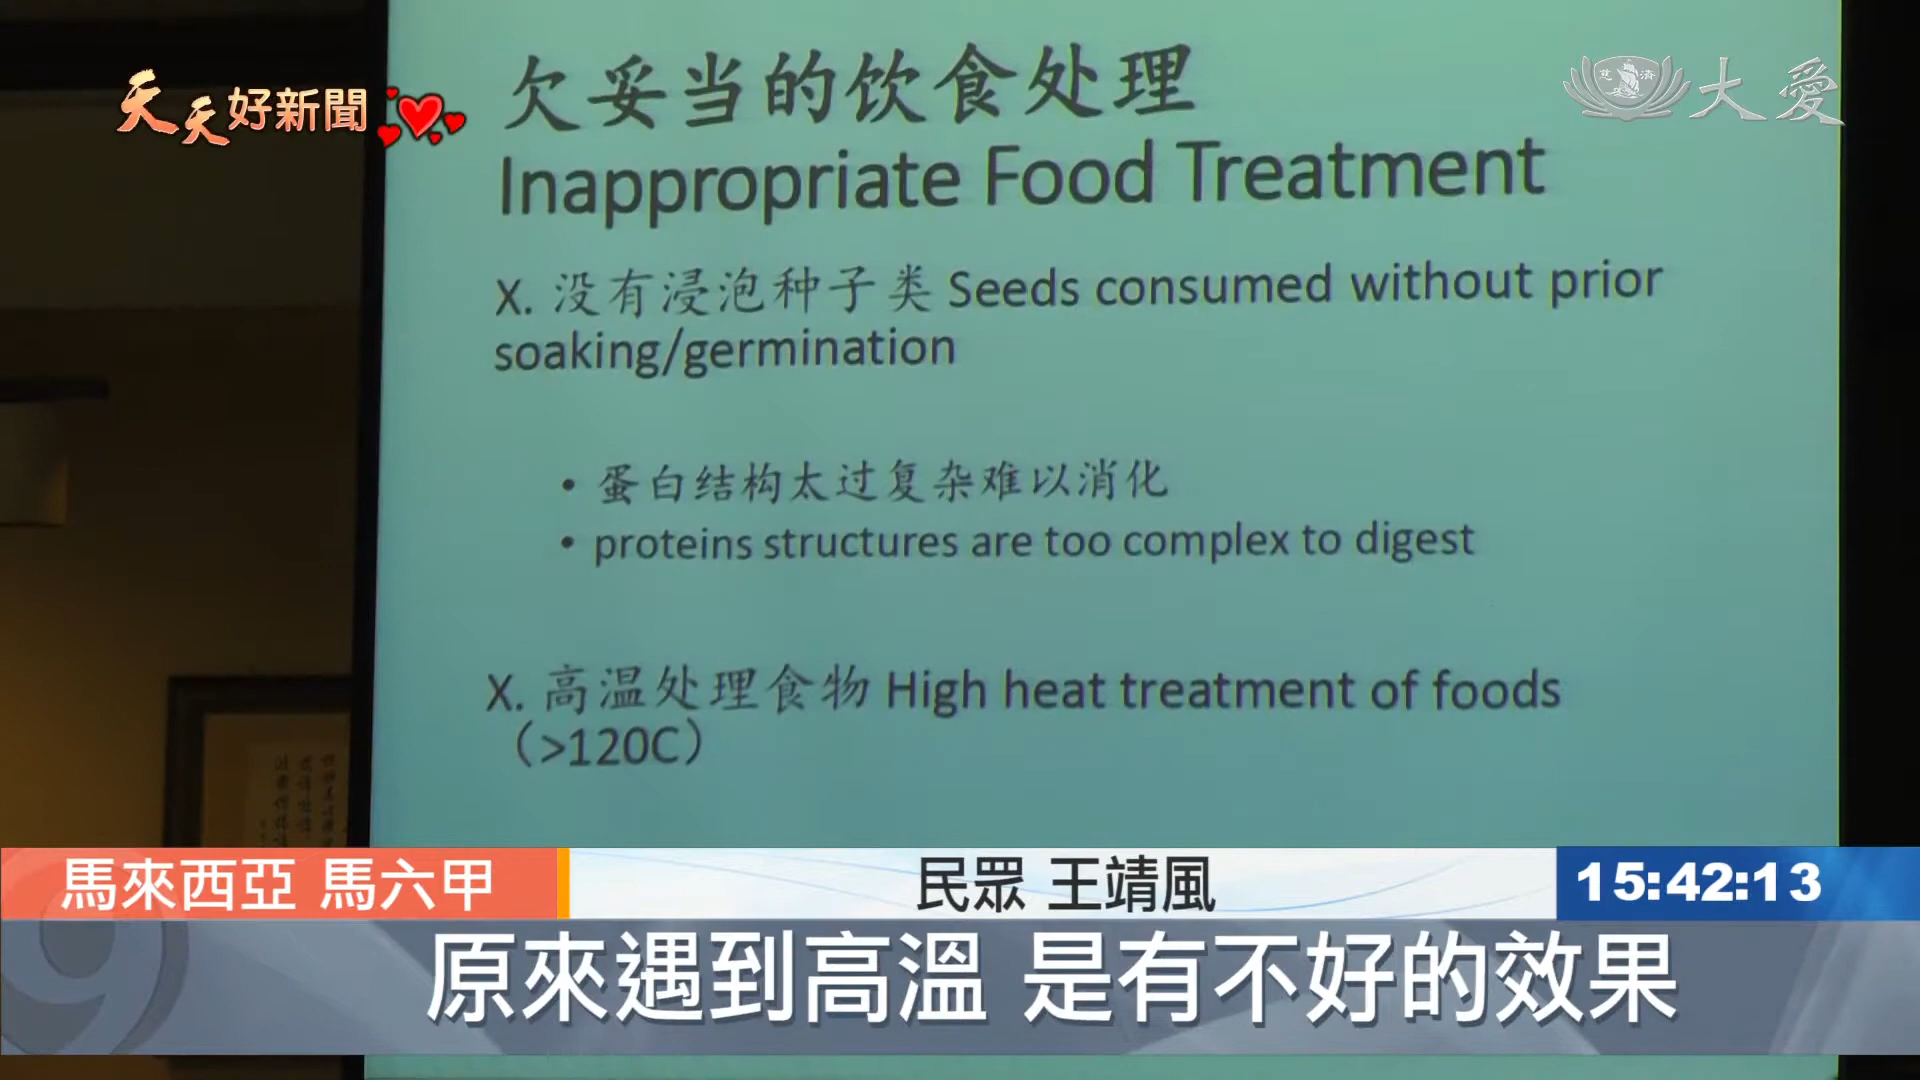 天天好新聞
慈濟
大愛
欠妥当的饮食处理
Inappropriate Food Treatment
X. 没有浸泡种子类 Seeds consumed without prior
soaking/germination
• 蛋白结构太过复杂难以消化
• proteins structures are too complex to digest
X. 高温处理食物 High heat treatment of foods
（>120C）
馬來西亞 馬六甲
民眾 王靖風
15:42:13
原來遇到高溫 是有不好的效果